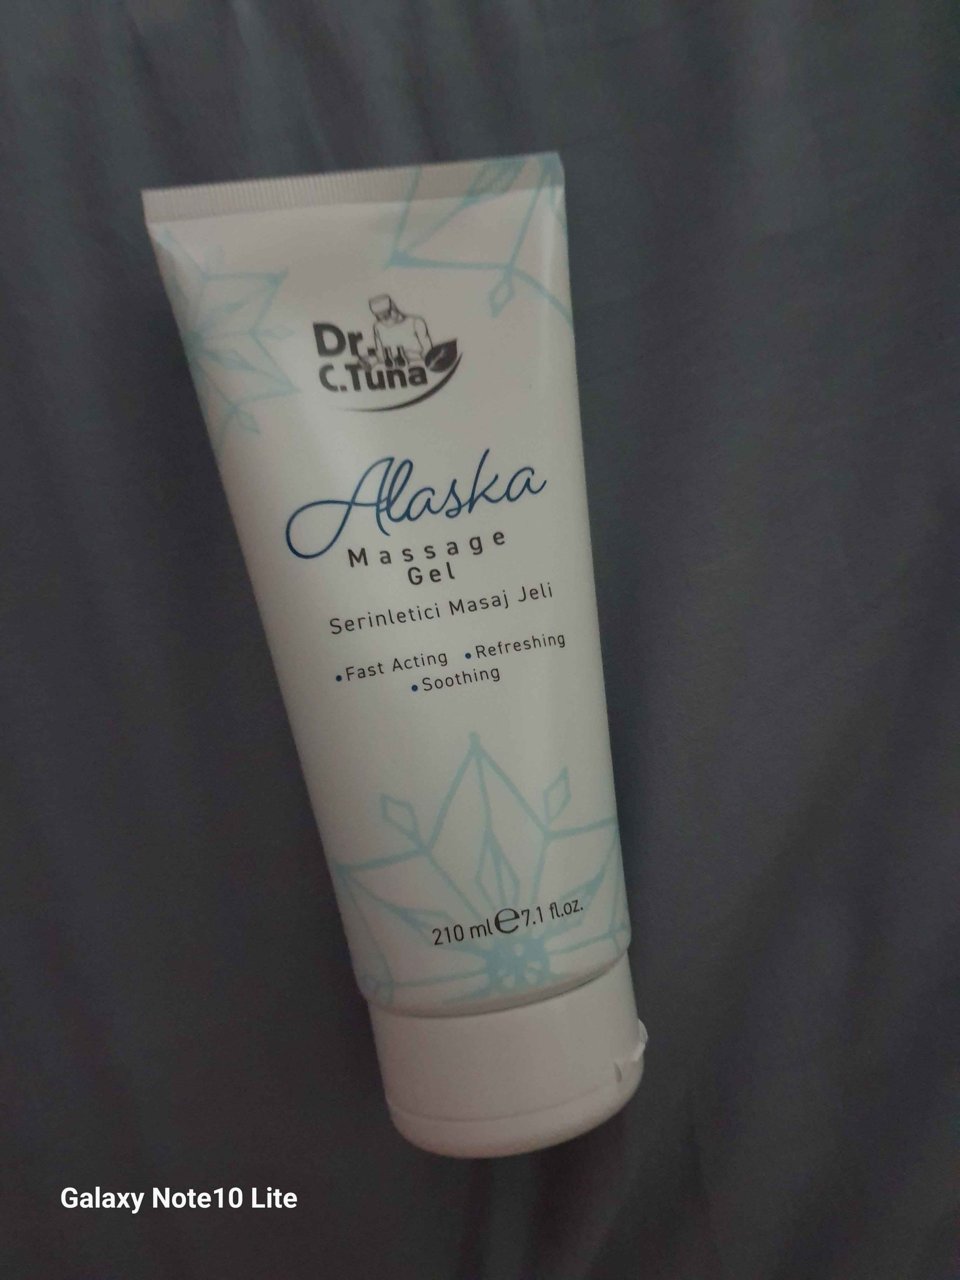 Dr.
C.Tuna
Alaska
Massage
Gel
Serinletici Masaj Jeli
•Fast Acting •Refreshing
•Soothing
210 ml℮7.1 fl.oz.
Galaxy Note10 Lite